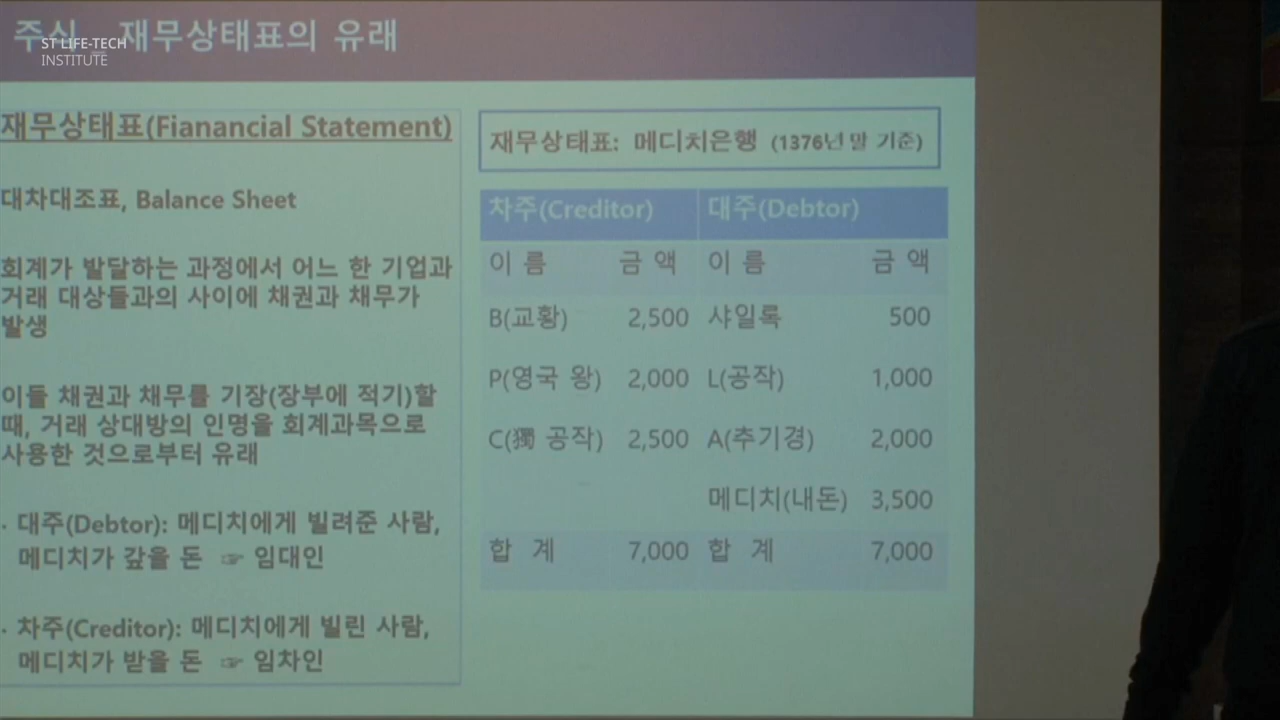 주식_ 재무상태표의 유래
ST LIFE-TECH
INSTITUTE
재무상태표(Fianancial Statement)
대차대조표, Balance Sheet
회계가 발달하는 과정에서 어느 한 기업과
거래 대상들과의 사이에 채권과 채무가
발생
이들 채권과 채무를 기장(장부에 적기)할
때, 거래 상대방의 인명을 회계과목으로
사용한 것으로부터 유래
· 대주(Debtor): 메디치에게 빌려준 사람,
메디치가 갚을 돈 ☞ 임대인
· 차주(Creditor): 메디치에게 빌린 사람,
메디치가 받을 돈 ☞ 임차인
재무상태표: 메디치은행 (1376년 말 기준)
차주(Creditor) 대주(Debtor)
이 름 금 액 이 름 금 액
B(교황) 2,500 샤일록 500
P(영국 왕) 2,000 L(공작) 1,000
C(獨 공작) 2,500 A(추기경) 2,000
메디치(내돈) 3,500
합 계 7,000 합 계 7,000